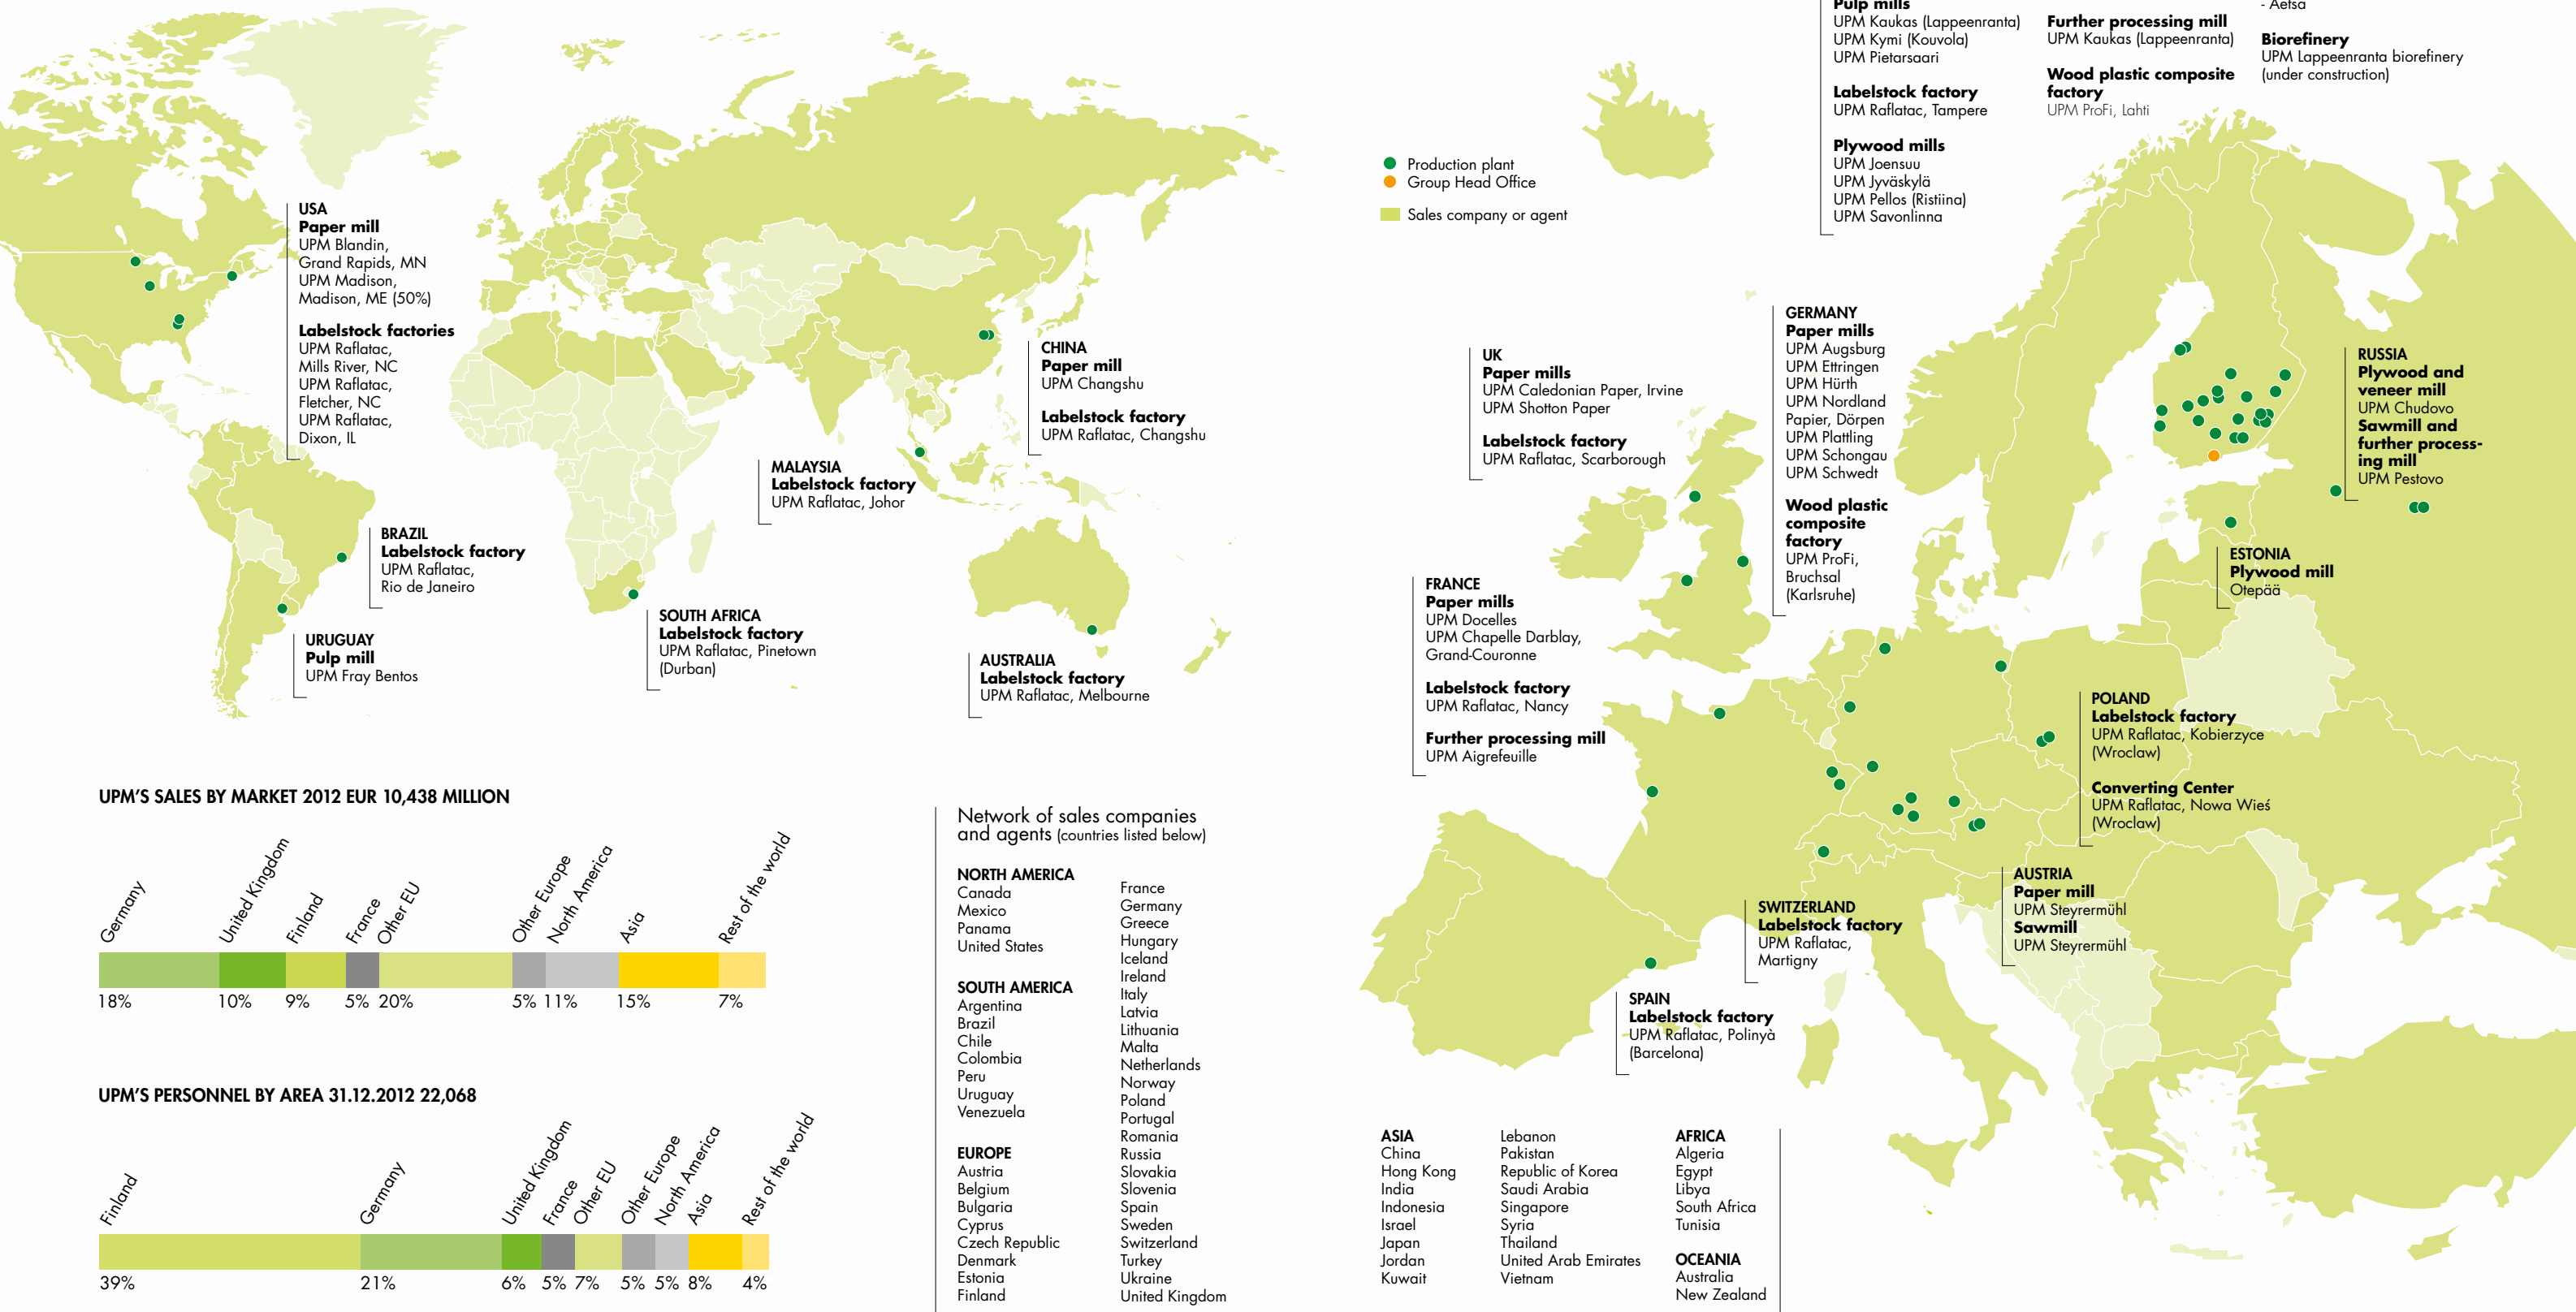 Pulp mills
UPM Kaukas (Lappeenranta)
UPM Kymi (Kouvola)
UPM Pietarsaari
Labelstock factory
UPM Raflatac, Tampere
Plywood mills
UPM Joensuu
UPM Jyväskylä
UPM Pellos (Ristiina)
UPM Savonlinna
Further processing mill
UPM Kaukas (Lappeenranta)
Wood plastic composite
factory
UPM ProFi, Lahti
- Aetsa
Biorefinery
UPM Lappeenranta biorefinery
(under construction)
Production plant
Group Head Office
Sales company or agent
USA
Paper mill
UPM Blandin,
Grand Rapids, MN
UPM Madison,
Madison, ME (50%)
Labelstock factories
UPM Raflatac,
Mills River, NC
UPM Raflatac,
Fletcher, NC
UPM Raflatac,
Dixon, IL
BRAZIL
Labelstock factory
UPM Raflatac,
Rio de Janeiro
URUGUAY
Pulp mill
UPM Fray Bentos
SOUTH AFRICA
Labelstock factory
UPM Raflatac, Pinetown
(Durban)
MALAYSIA
Labelstock factory
UPM Raflatac, Johor
CHINA
Paper mill
UPM Changshu
Labelstock factory
UPM Raflatac, Changshu
AUSTRALIA
Labelstock factory
UPM Raflatac, Melbourne
UK
Paper mills
UPM Caledonian Paper, Irvine
UPM Shotton Paper
Labelstock factory
UPM Raflatac, Scarborough
GERMANY
Paper mills
UPM Augsburg
UPM Ettringen
UPM Hürth
UPM Nordland
Papier, Dörpen
UPM Plattling
UPM Schongau
UPM Schwedt
Wood plastic
composite
factory
UPM ProFi,
Bruchsal
(Karlsruhe)
RUSSIA
Plywood and
veneer mill
UPM Chudovo
Sawmill and
further process-
ing mill
UPM Pestovo
ESTONIA
Plywood mill
Otepää
FRANCE
Paper mills
UPM Docelles
UPM Chapelle Darblay,
Grand-Couronne
Labelstock factory
UPM Raflatac, Nancy
Further processing mill
UPM Aigrefeuille
POLAND
Labelstock factory
UPM Raflatac, Kobierzyce
(Wroclaw)
Converting Center
UPM Raflatac, Nowa Wieś
(Wroclaw)
AUSTRIA
Paper mill
UPM Steyrermühl
Sawmill
UPM Steyrermühl
SWITZERLAND
Labelstock factory
UPM Raflatac,
Martigny
SPAIN
Labelstock factory
UPM Raflatac, Polinyà
(Barcelona)
UPM'S SALES BY MARKET 2012 EUR 10,438 MILLION
Germany
United Kingdom
Finland
France
Other EU
Other Europe
North America
Asia
Rest of the world
18%
10%
9%
5%
20%
5%
11%
15%
7%
UPM'S PERSONNEL BY AREA 31.12.2012 22,068
Finland
Germany
United Kingdom
France
Other EU
Other Europe
North America
Asia
Rest of the world
39%
21%
6%
5%
7%
5%
5%
8%
4%
Network of sales companies
and agents (countries listed below)
NORTH AMERICA
Canada
Mexico
Panama
United States
SOUTH AMERICA
Argentina
Brazil
Chile
Colombia
Peru
Uruguay
Venezuela
EUROPE
Austria
Belgium
Bulgaria
Cyprus
Czech Republic
Denmark
Estonia
Finland
France
Germany
Greece
Hungary
Iceland
Ireland
Italy
Latvia
Lithuania
Malta
Netherlands
Norway
Poland
Portugal
Romania
Russia
Slovakia
Slovenia
Spain
Sweden
Switzerland
Turkey
Ukraine
United Kingdom
ASIA
China
Hong Kong
India
Indonesia
Israel
Japan
Jordan
Kuwait
Lebanon
Pakistan
Republic of Korea
Saudi Arabia
Singapore
Syria
Thailand
United Arab Emirates
Vietnam
AFRICA
Algeria
Egypt
Libya
South Africa
Tunisia
OCEANIA
Australia
New Zealand